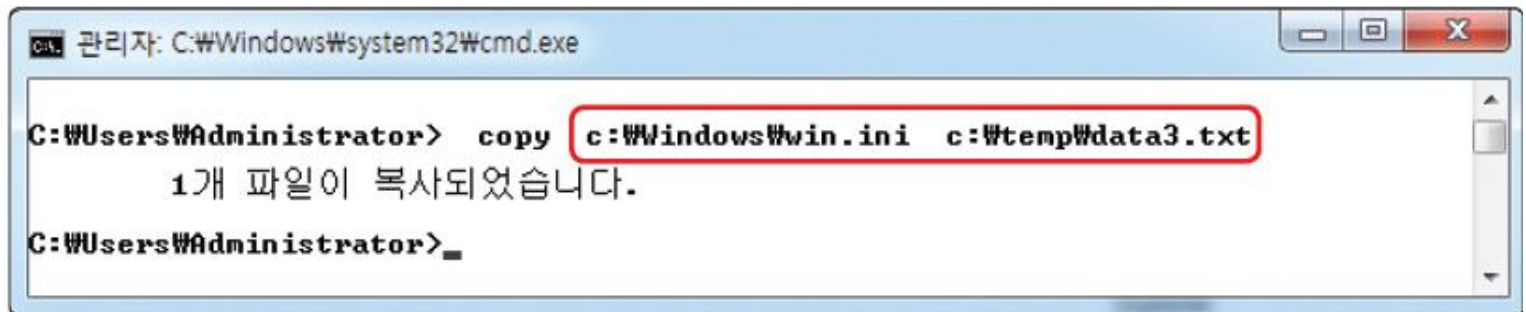 관리자: C:₩Windows₩system32₩cmd.exe
C:₩Users₩Administrator>  copy  c:₩Windows₩win.ini  c:₩temp₩data3.txt
1개 파일이 복사되었습니다.
C:₩Users₩Administrator>_